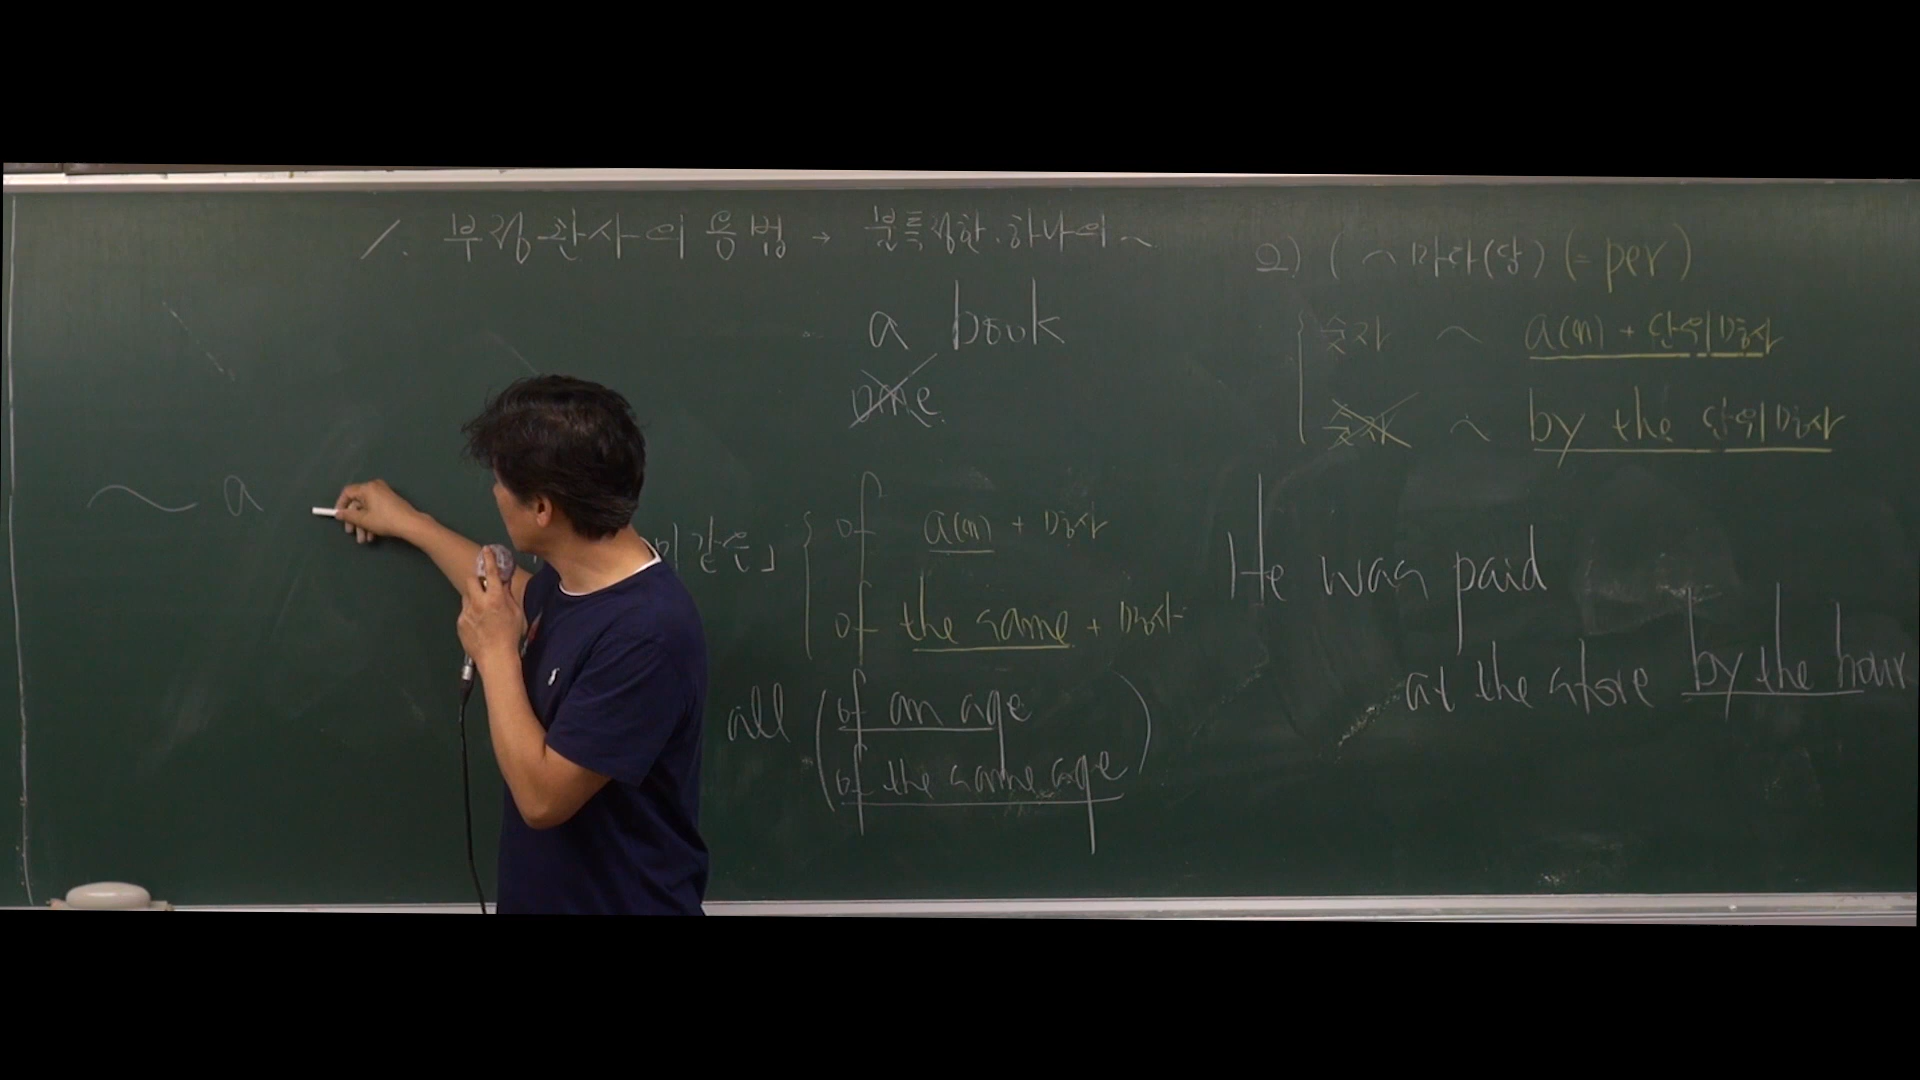 1. 부정관사의 용법 → 불특정한. 하나의 ~
a book
one
~ a
같은」
of a(n) + 명사
of the same + 명사
all (of an age
of the same age)
2) ( ~마다(당) (= per)
숫자 ~ a(n) + 단위명사
숫자 ~ by the 단위명사
He was paid
at the store by the hour